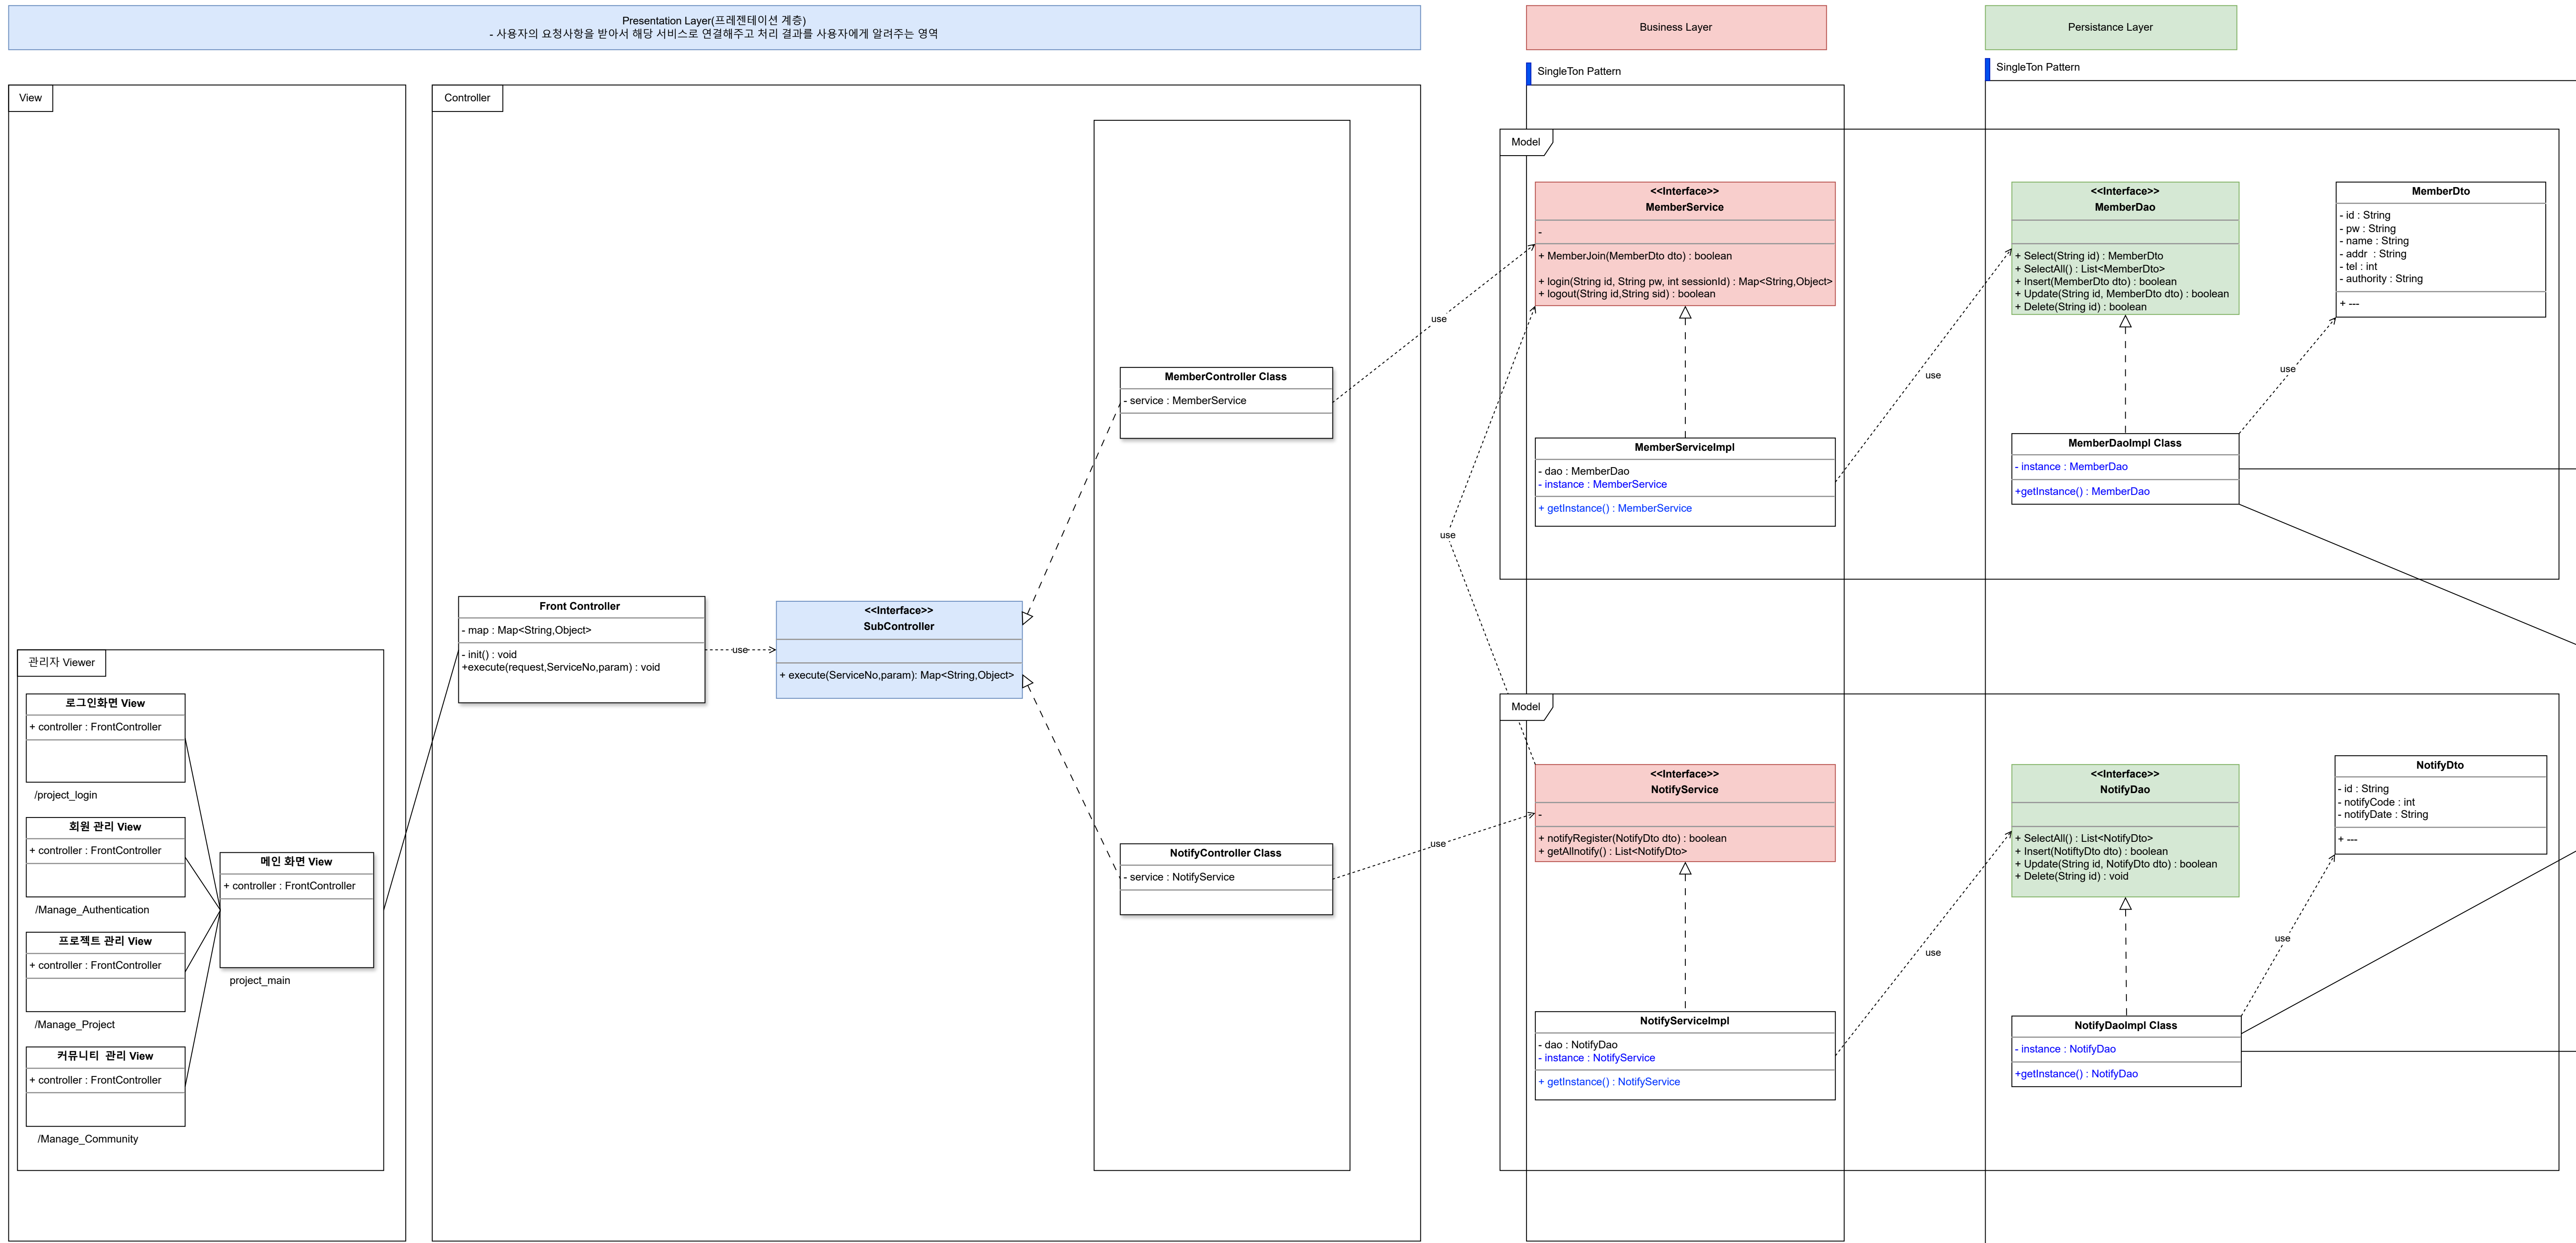 Presentation Layer(프레젠테이션 계층)
- 사용자의 요청사항을 받아서 해당 서비스로 연결해주고 처리 결과를 사용자에게 알려주는 영역
Business Layer
Persistance Layer
SingleTon Pattern
SingleTon Pattern
View
관리자 Viewer
로그인화면 View
+ controller : FrontController
/project_login
회원 관리 View
+ controller : FrontController
/Manage_Authentication
프로젝트 관리 View
+ controller : FrontController
/Manage_Project
커뮤니티  관리 View
+ controller : FrontController
/Manage_Community
메인 화면 View
+ controller : FrontController
project_main
Controller
Front Controller
- map : Map<String,Object>
- init() : void
+execute(request,ServiceNo,param) : void
use
<<Interface>>
SubController
+ execute(ServiceNo,param): Map<String,Object>
MemberController Class
- service : MemberService
NotifyController Class
- service : NotifyService
use
use
use
Model
<<Interface>>
MemberService
-
+ MemberJoin(MemberDto dto) : boolean
+ login(String id, String pw, int sessionId) : Map<String,Object>
+ logout(String id,String sid) : boolean
MemberServiceImpl
- dao : MemberDao
- instance : MemberService
+ getInstance() : MemberService
use
<<Interface>>
MemberDao
+ Select(String id) : MemberDto
+ SelectAll() : List<MemberDto>
+ Insert(MemberDto dto) : boolean
+ Update(String id, MemberDto dto) : boolean
+ Delete(String id) : boolean
MemberDaoImpl Class
- instance : MemberDao
+getInstance() : MemberDao
use
MemberDto
- id : String
- pw : String
- name : String
- addr  : String
- tel : int
- authority : String
+ ---
Model
<<Interface>>
NotifyService
-
+ notifyRegister(NotifyDto dto) : boolean
+ getAllnotify() : List<NotifyDto>
NotifyServiceImpl
- dao : NotifyDao
- instance : NotifyService
+ getInstance() : NotifyService
use
<<Interface>>
NotifyDao
+ SelectAll() : List<NotifyDto>
+ Insert(NotiftyDto dto) : boolean
+ Update(String id, NotifyDto dto) : boolean
+ Delete(String id) : void
NotifyDaoImpl Class
- instance : NotifyDao
+getInstance() : NotifyDao
use
NotifyDto
- id : String
- notifyCode : int
- notifyDate : String
+ ---